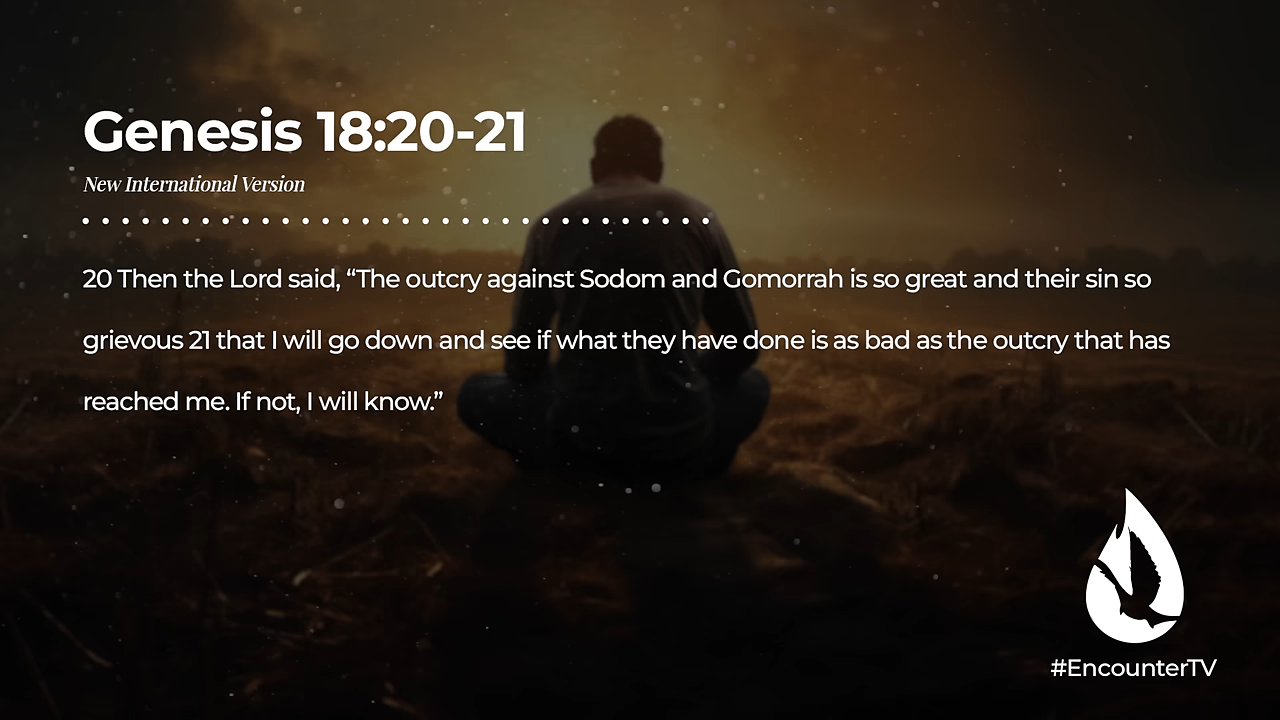 Genesis 18:20-21
New International Version
20 Then the Lord said, “The outcry against Sodom and Gomorrah is so great and their sin so
grievous 21 that I will go down and see if what they have done is as bad as the outcry that has
reached me. If not, I will know.”
#EncounterTV